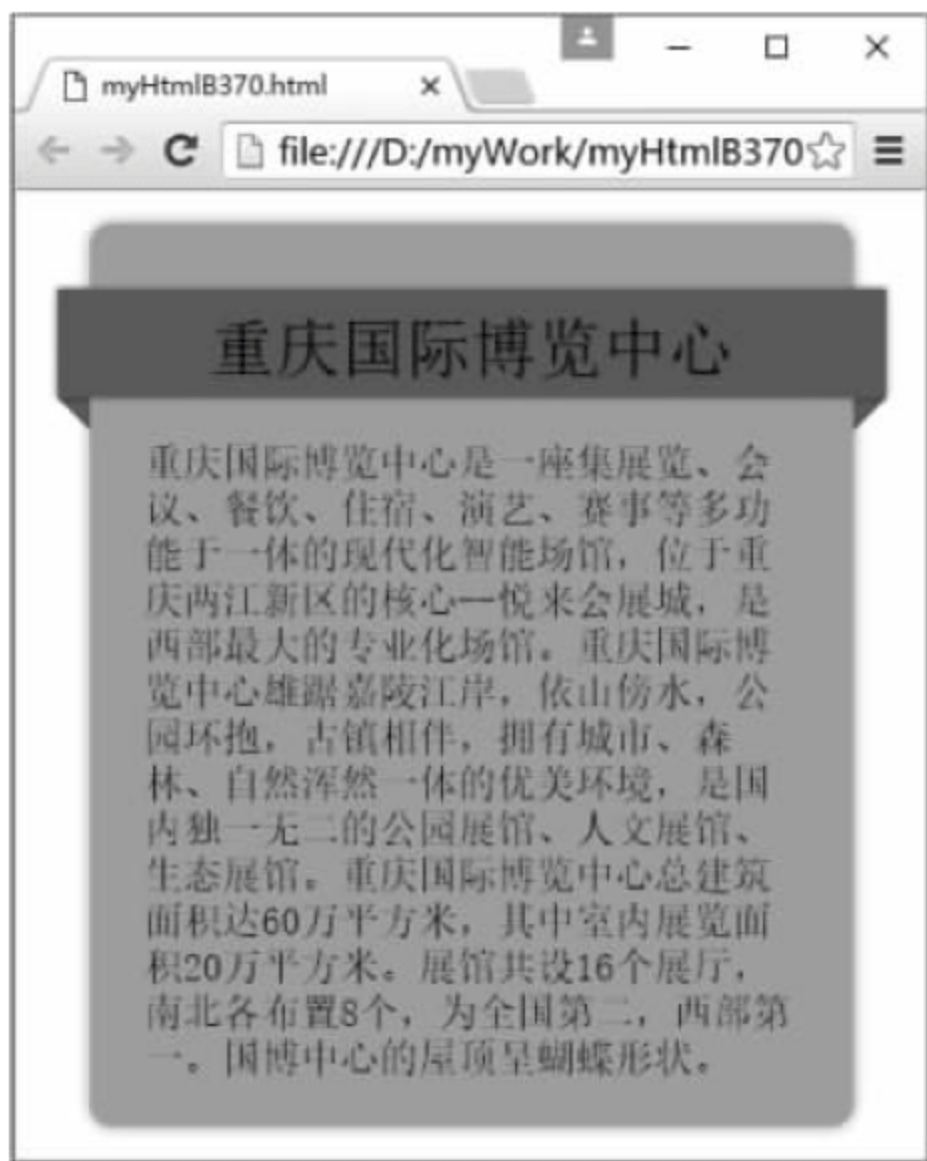 myHtmlB370.html
file:///D:/myWork/myHtmlB370
重庆国际博览中心
重庆国际博览中心是一座集展览、会
议、餐饮、住宿、演艺、赛事等多功
能于一体的现代化智能场馆，位于重
庆两江新区的核心—悦来会展城，是
西部最大的专业化场馆。重庆国际博
览中心雄踞嘉陵江岸，依山傍水，公
园环抱，古镇相伴，拥有城市、森
林、自然浑然一体的优美环境，是国
内独一无二的公园展馆、人文展馆、
生态展馆。重庆国际博览中心总建筑
面积达60万平方米，其中室内展览面
积20万平方米。展馆共设16个展厅，
南北各布置8个，为全国第二，西部第
一。国博中心的屋顶呈蝴蝶形状。